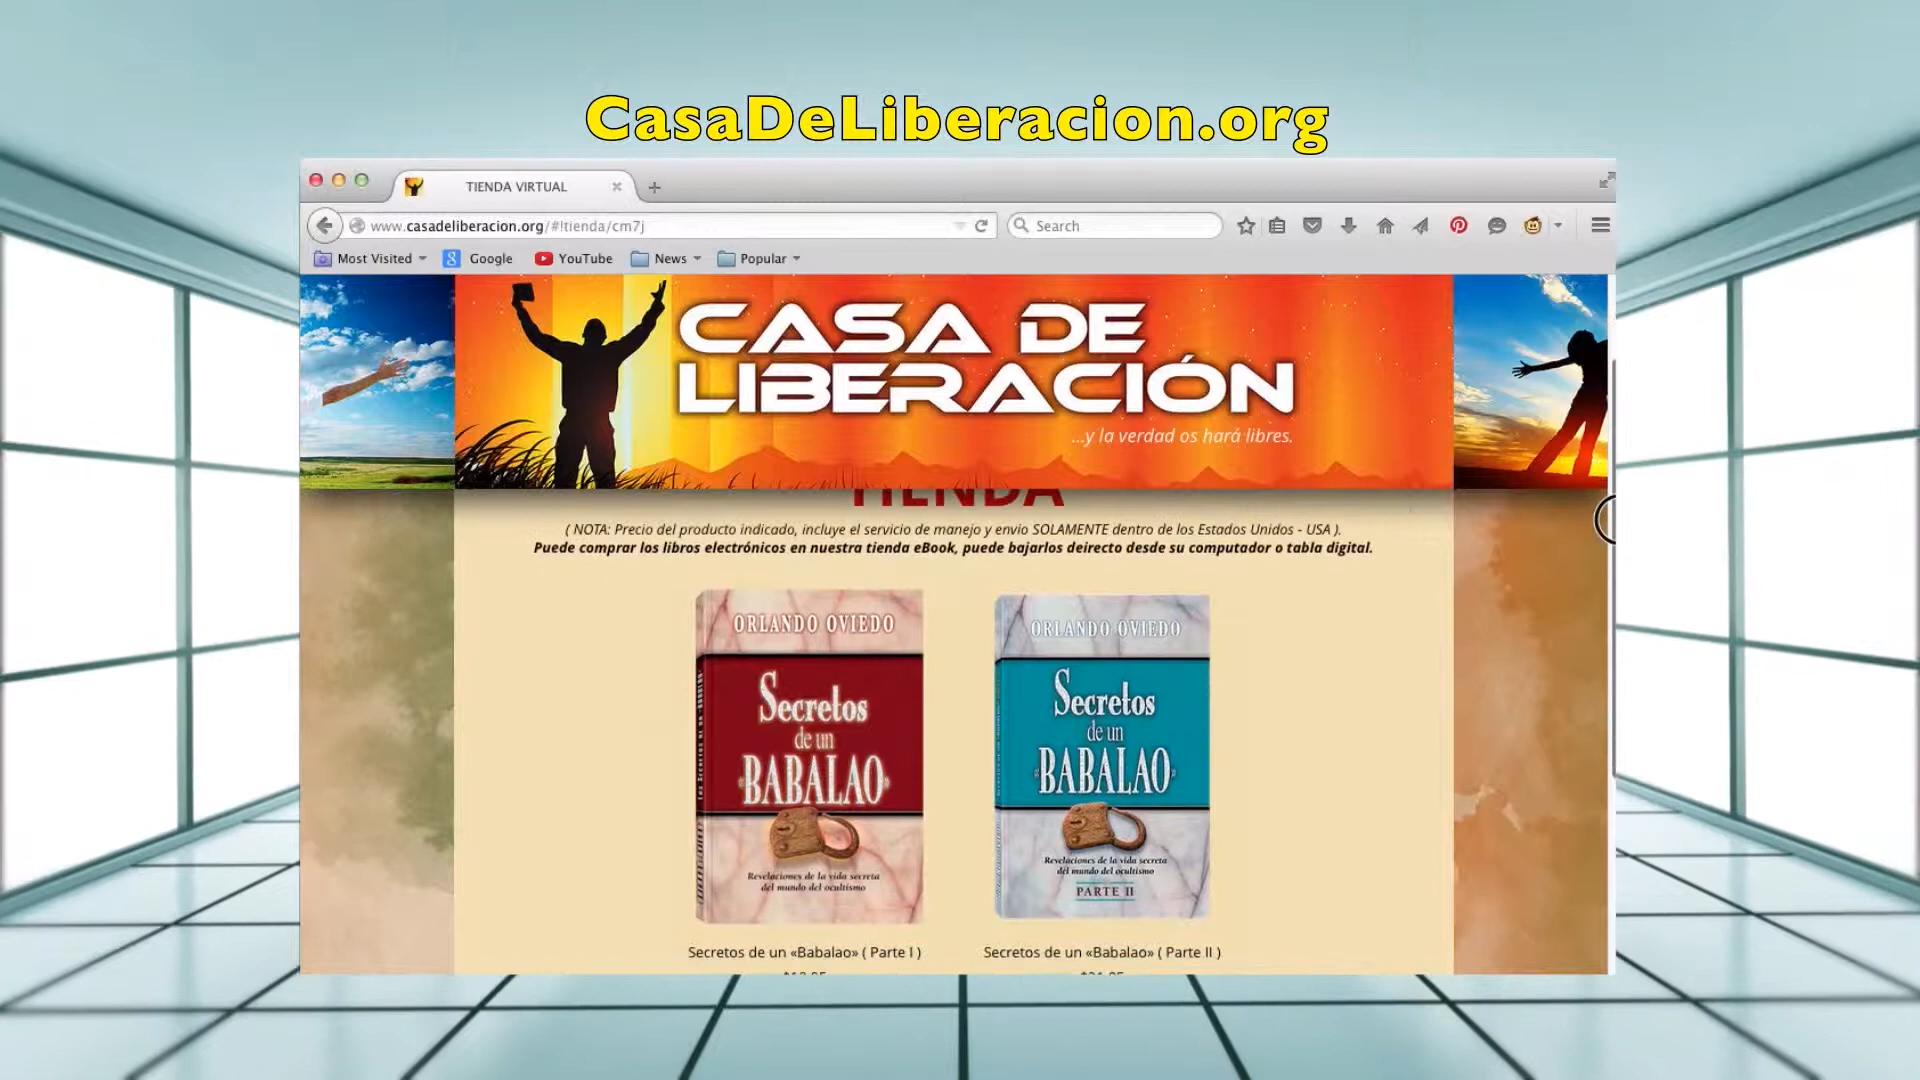 CasaDeLiberacion.org
TIENDA VIRTUAL
www.casadeliberacion.org/#!tienda/cm7j
Search
Most Visited
Google
YouTube
News
Popular
CASA DE
LIBERACIÓN
...y la verdad os hará libres.
TIENDA
( NOTA: Precio del producto indicado, incluye el servicio de manejo y envio SOLAMENTE dentro de los Estados Unidos - USA ).
Puede comprar los libros electrónicos en nuestra tienda eBook, puede bajarlos deirecto desde su computador o tabla digital.
ORLANDO OVIEDO
Secretos
de un
«BABALAO»
Revelaciones de la vida secreta
del mundo del ocultismo
ORLANDO OVIEDO
Secretos
de un
«BABALAO»
Revelaciones de la vida secreta
del mundo del ocultismo
PARTE II
Secretos de un «Babalao» ( Parte I )
Secretos de un «Babalao» ( Parte II )